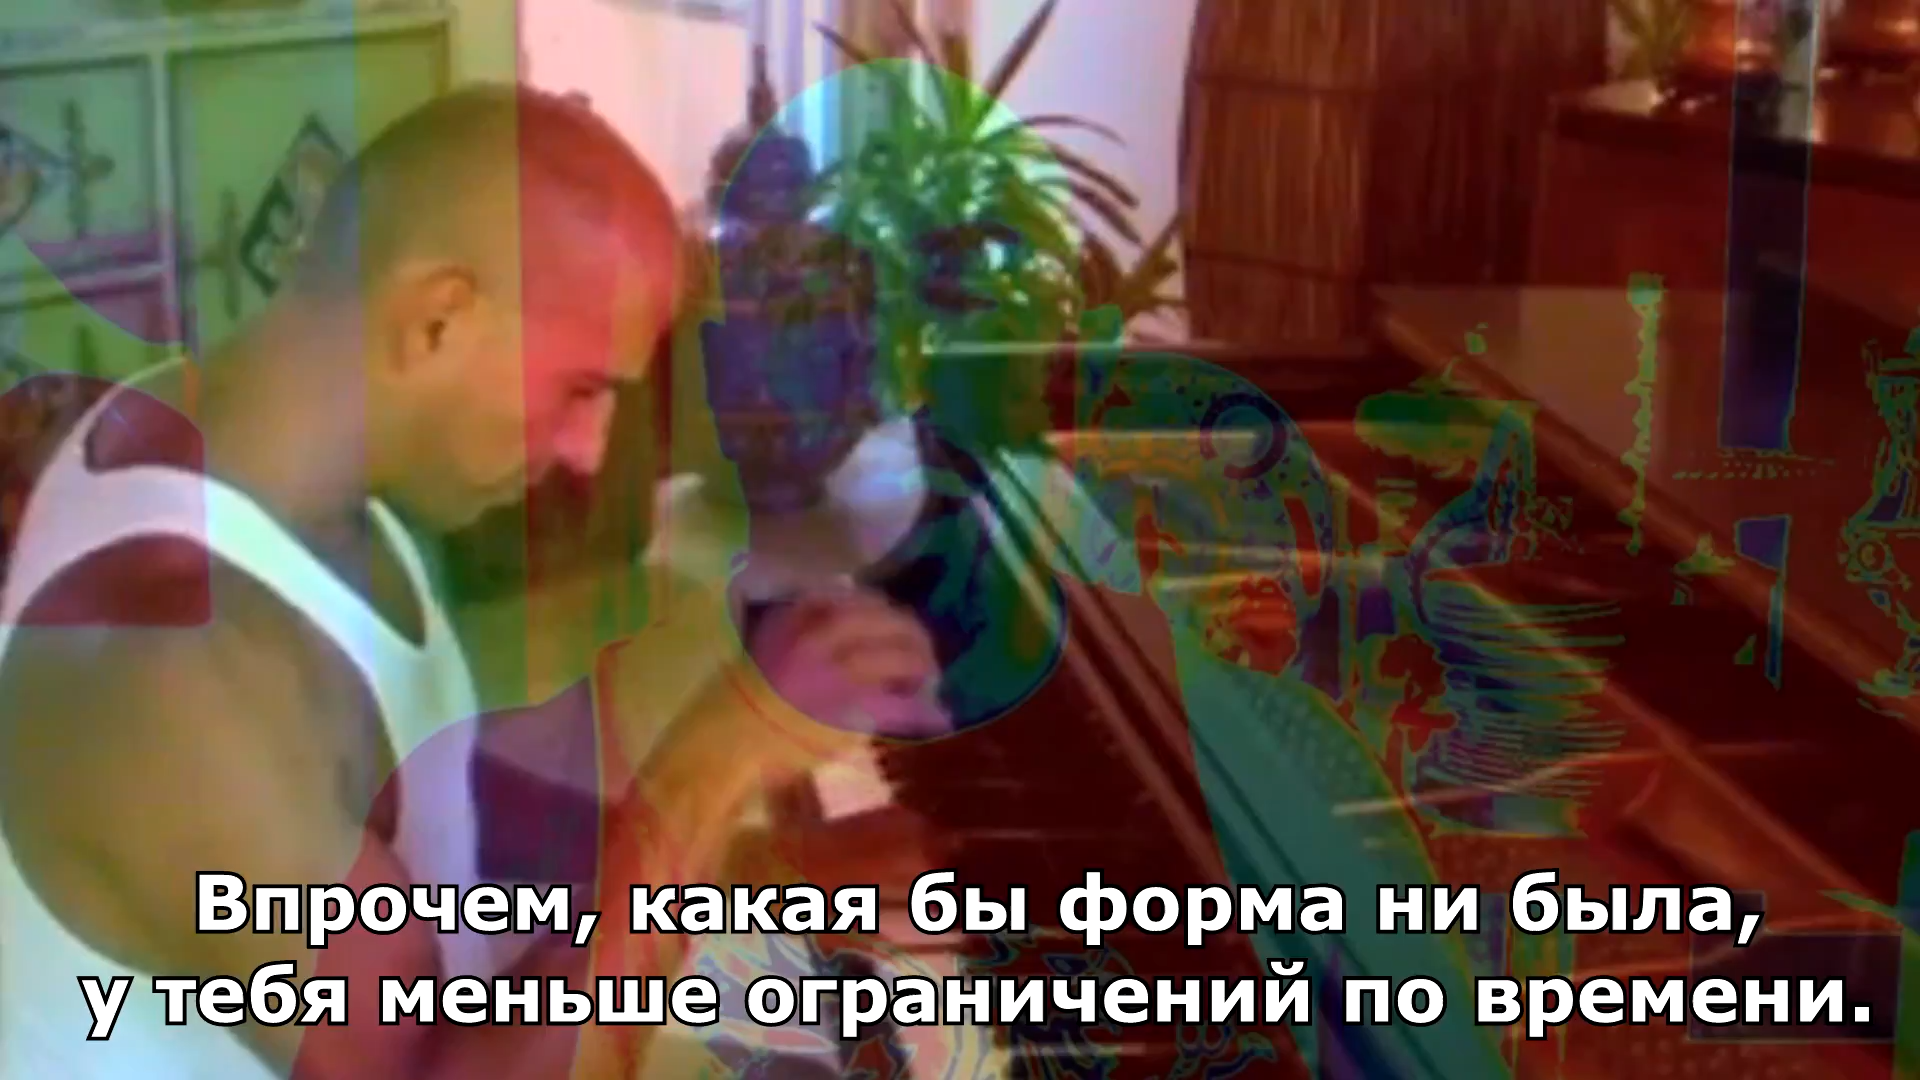 Впрочем, какая бы форма ни была,
у тебя меньше ограничений по времени.